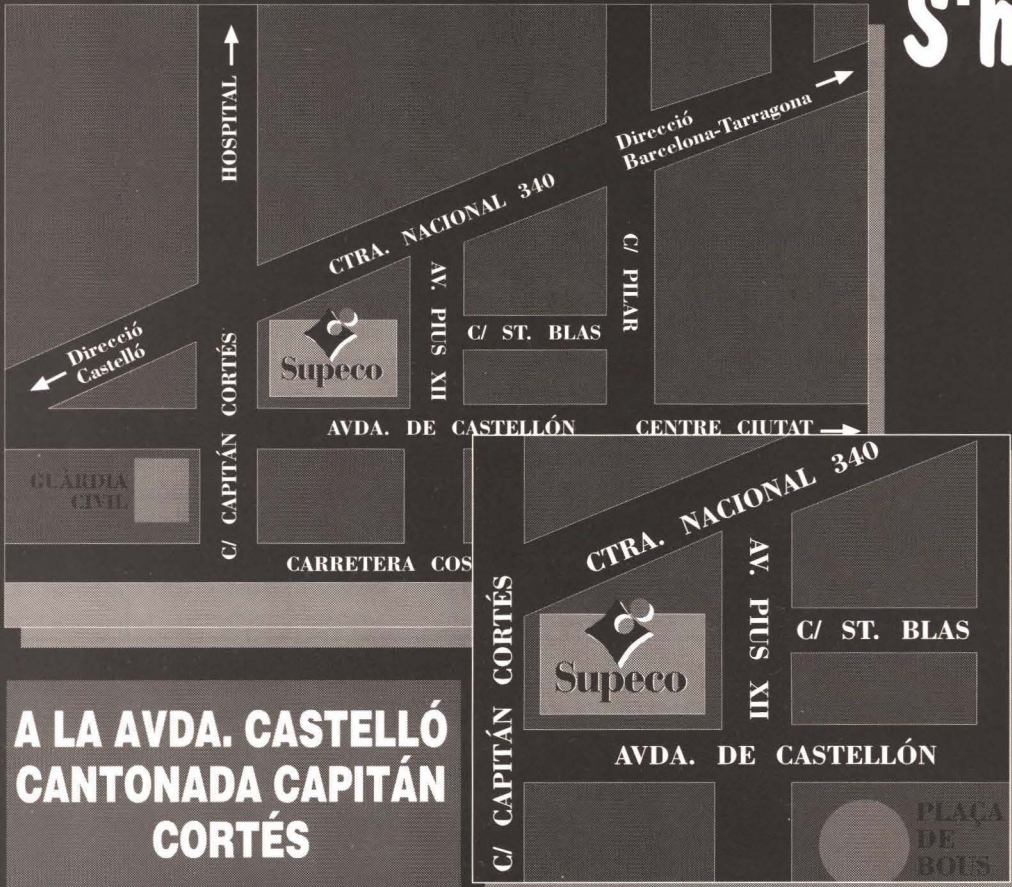 S'h
HOSPITAL
Direcció
Barcelona-Tarragona
CTRA. NACIONAL 340
C/ PILAR
AV. PIUS XII
C/ ST. BLAS
Direcció
Castelló
Supeco
C/ CAPITÁN CORTÉS
AVDA. DE CASTELLÓN
CENTRE CIUTAT
GUÀRDIA
CIVIL
CARRETERA COS
CTRA. NACIONAL 340
C/ CAPITÁN CORTÉS
Supeco
AV. PIUS XII
C/ ST. BLAS
AVDA. DE CASTELLÓN
PLAÇA
DE
BOUS
A LA AVDA. CASTELLÓ
CANTONADA CAPITÁN
CORTÉS